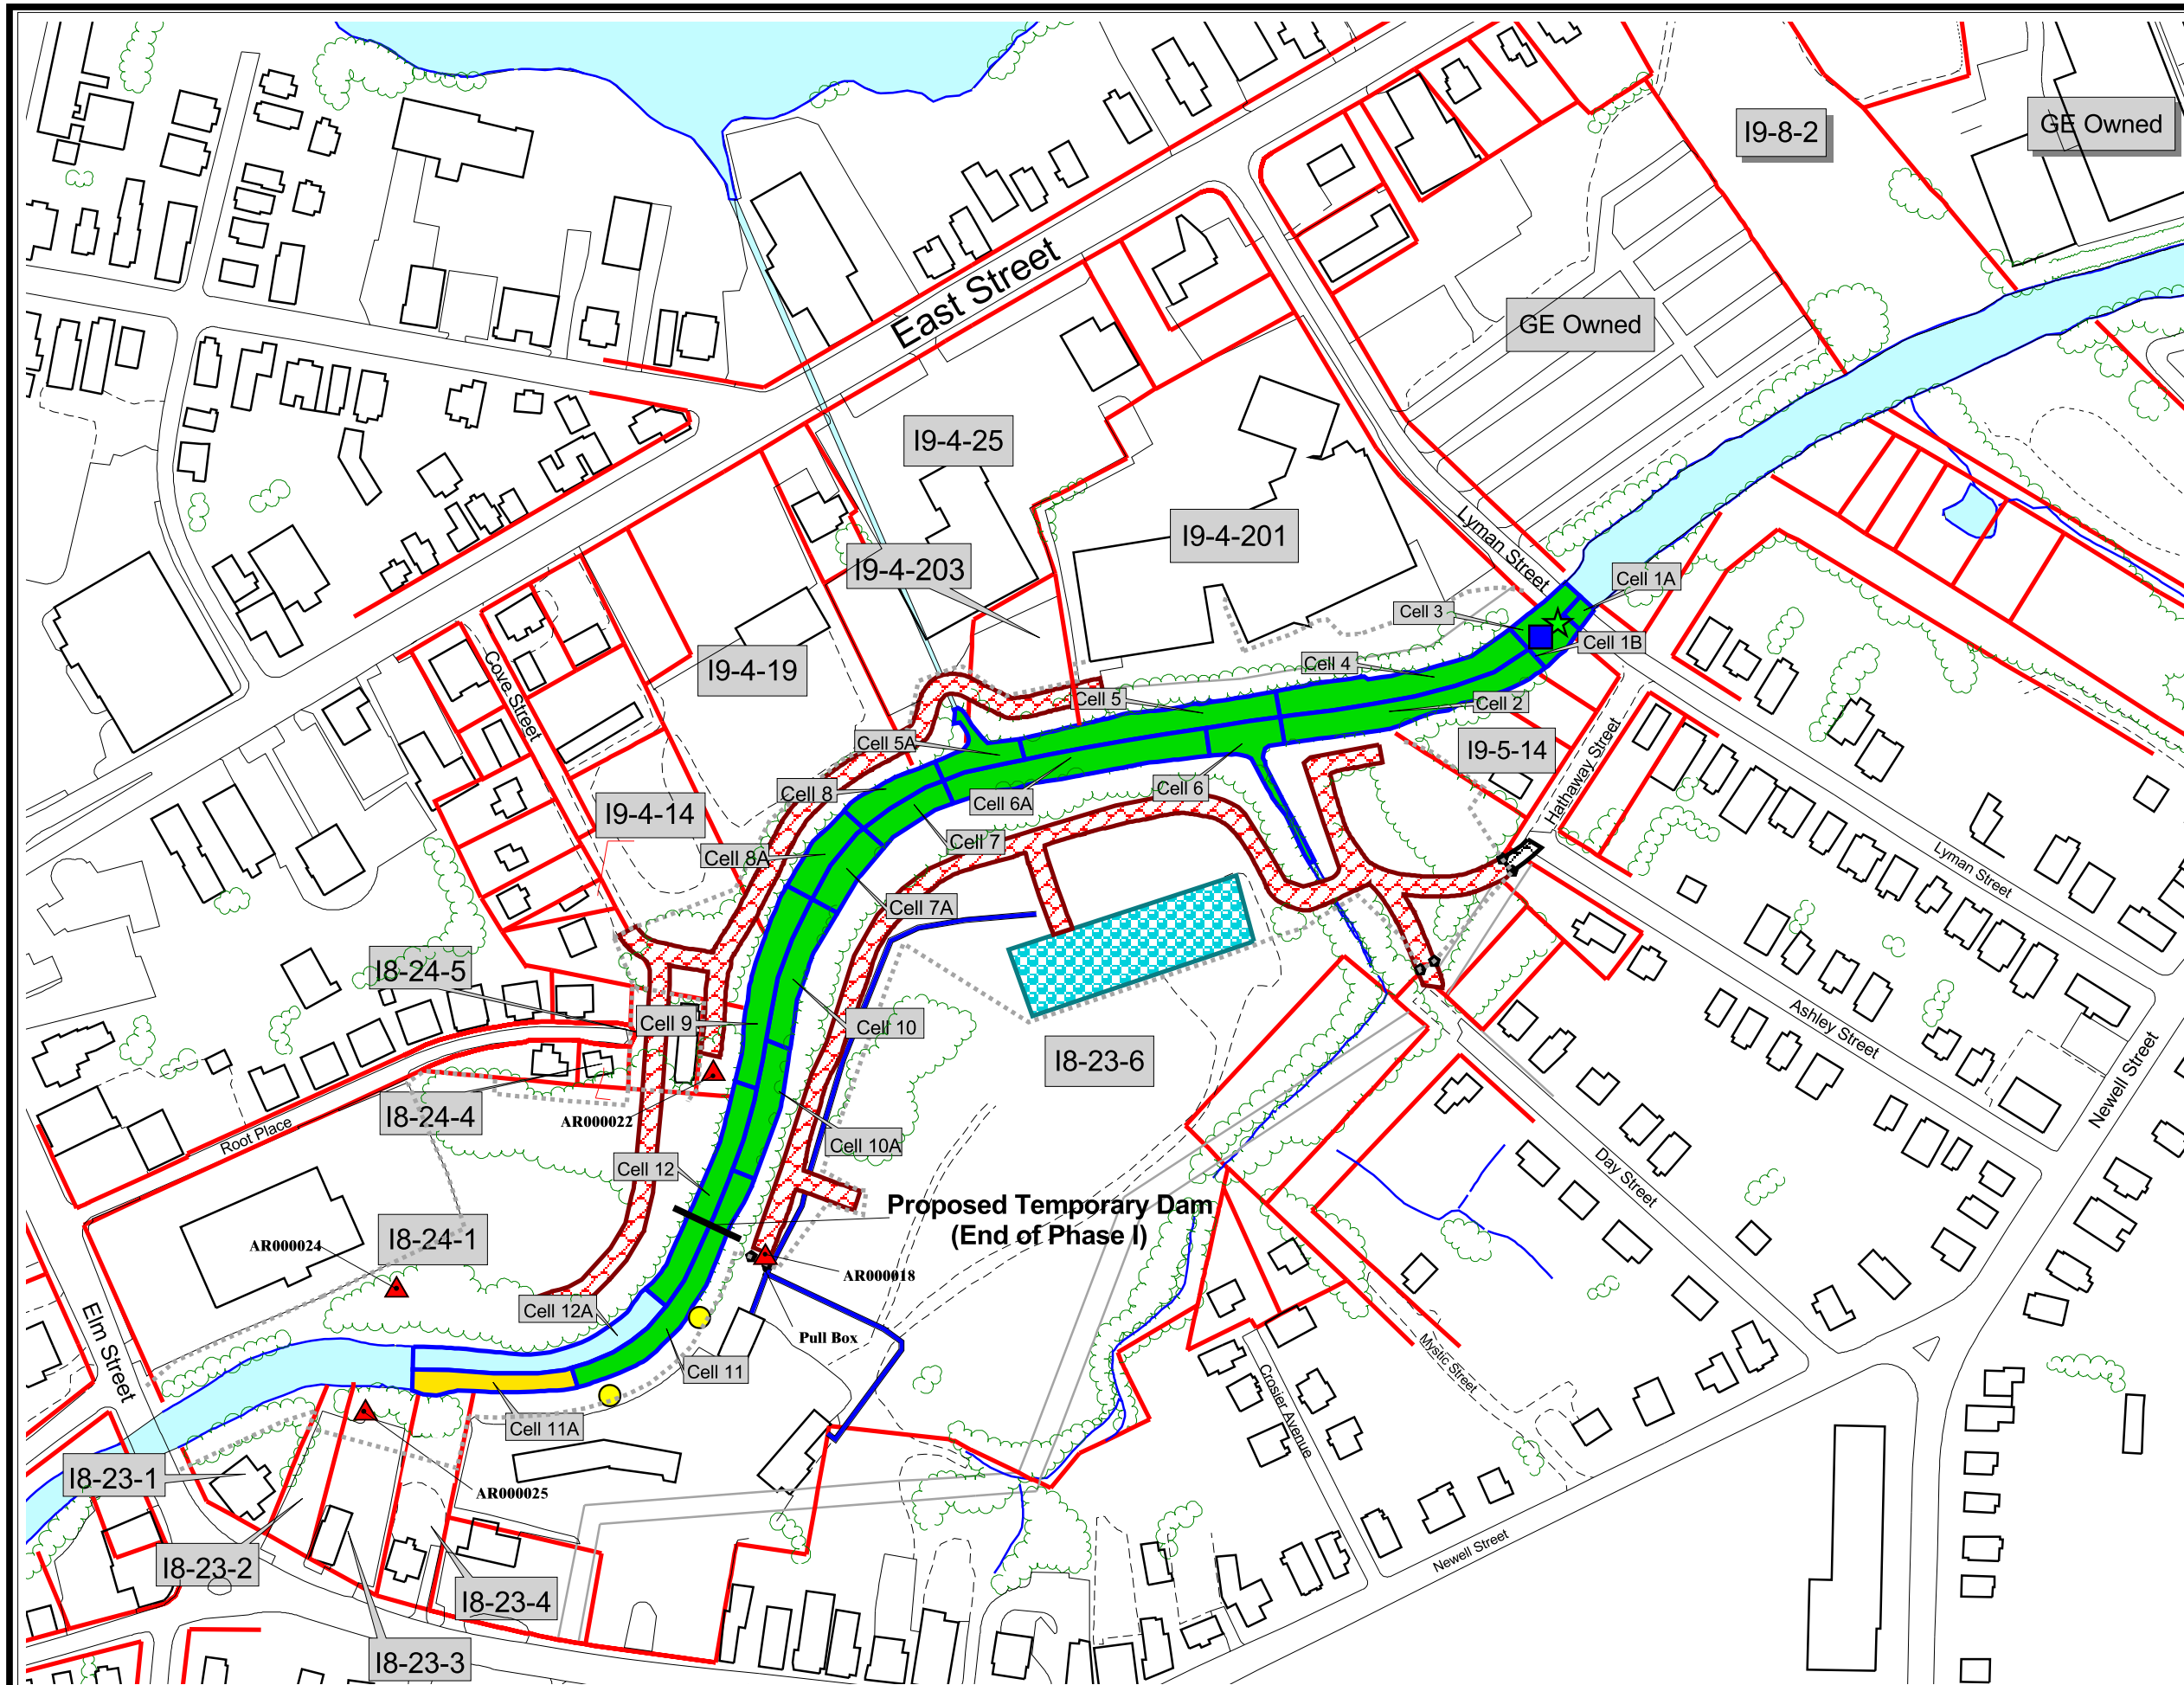 I9-8-2
GE Owned
East Street
GE Owned
I9-4-25
I9-4-201
Lyman Street
I9-4-203
Cell 1A
Cell 3
Cell 1B
Cove Street
I9-4-19
Cell 4
Cell 5
Cell 2
Cell 5A
I9-5-14
Hathaway Street
Cell 8
Cell 6
Cell 6A
I9-4-14
Cell 7
Cell 8A
Lyman Street
Cell 7A
I8-24-5
Cell 9
Cell 10
Ashley Street
I8-23-6
Newell Street
I8-24-4
AR000022
Root Place
Cell 10A
Cell 12
Day Street
Proposed Temporary Dam
(End of Phase I)
I8-24-1
AR000024
AR000018
Elm Street
Cell 12A
Pull Box
Mystic Street
Cell 11
Crosier Avenue
Cell 11A
I8-23-1
AR000025
Newell Street
I8-23-2
I8-23-4
I8-23-3